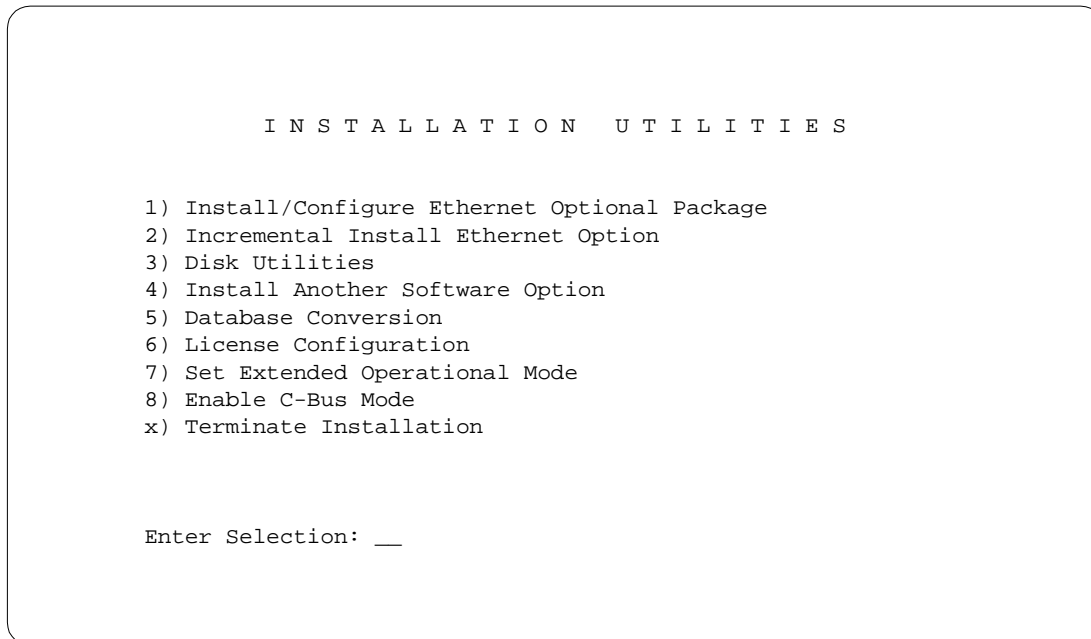 I N S T A L L A T I O N   U T I L I T I E S
1) Install/Configure Ethernet Optional Package
2) Incremental Install Ethernet Option
3) Disk Utilities
4) Install Another Software Option
5) Database Conversion
6) License Configuration
7) Set Extended Operational Mode
8) Enable C-Bus Mode
x) Terminate Installation
Enter Selection: __